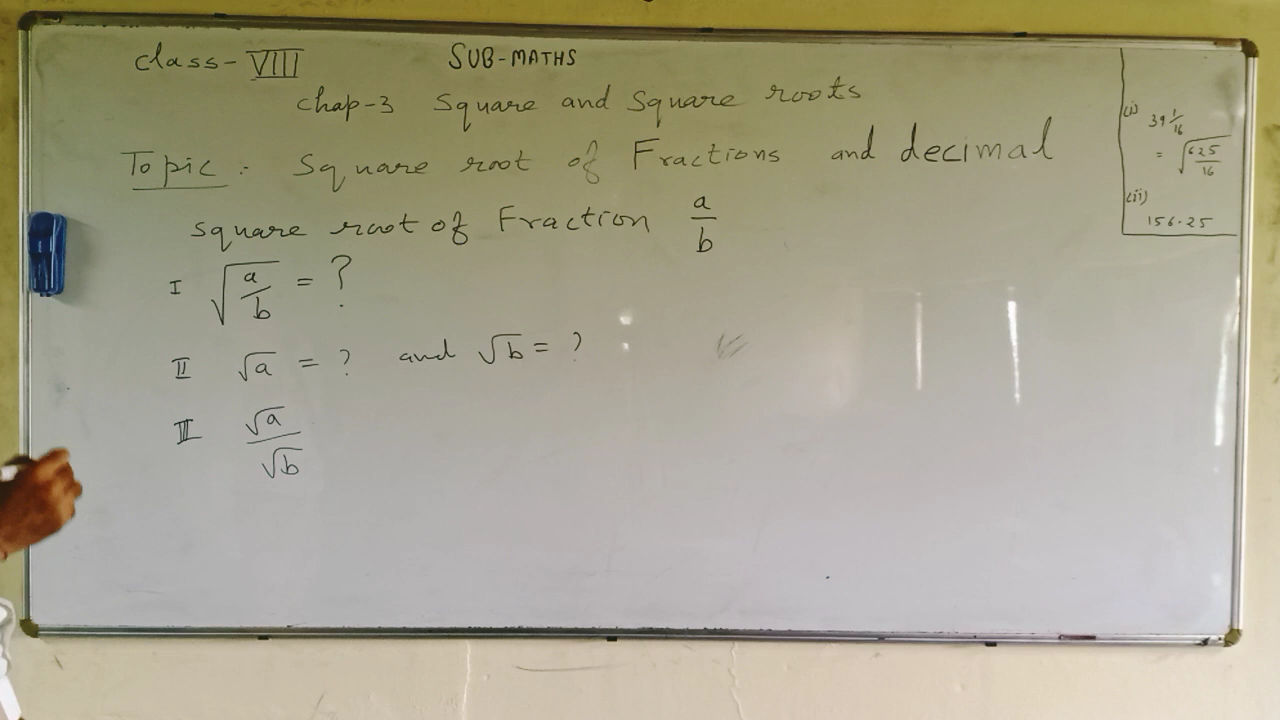 Class- VIII SUB-MATHS
Chap-3 Square and Square roots
Topic: Square root of Fractions and decimal
Square root of Fraction a/b
I √(a/b) = ?
II √a = ? and √b = ?
III √a/√b
(i) 39 1/16
= √(625/16)
(ii)
156.25